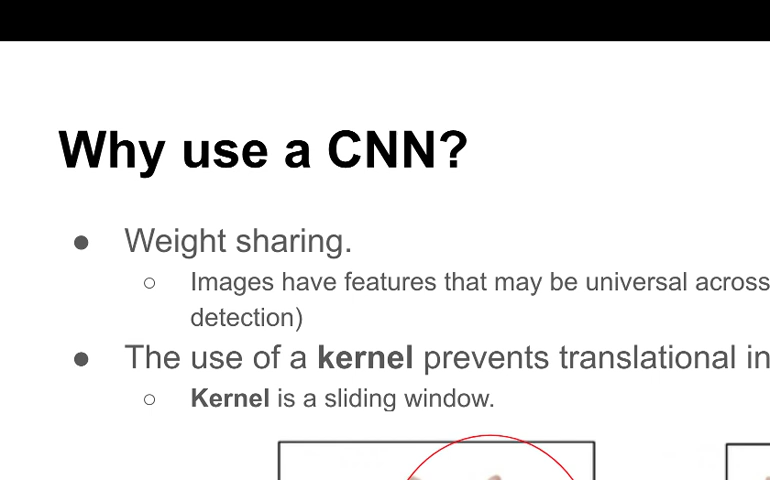 Why use a CNN?
● Weight sharing.
○ Images have features that may be universal across
detection)
● The use of a kernel prevents translational in
○ Kernel is a sliding window.